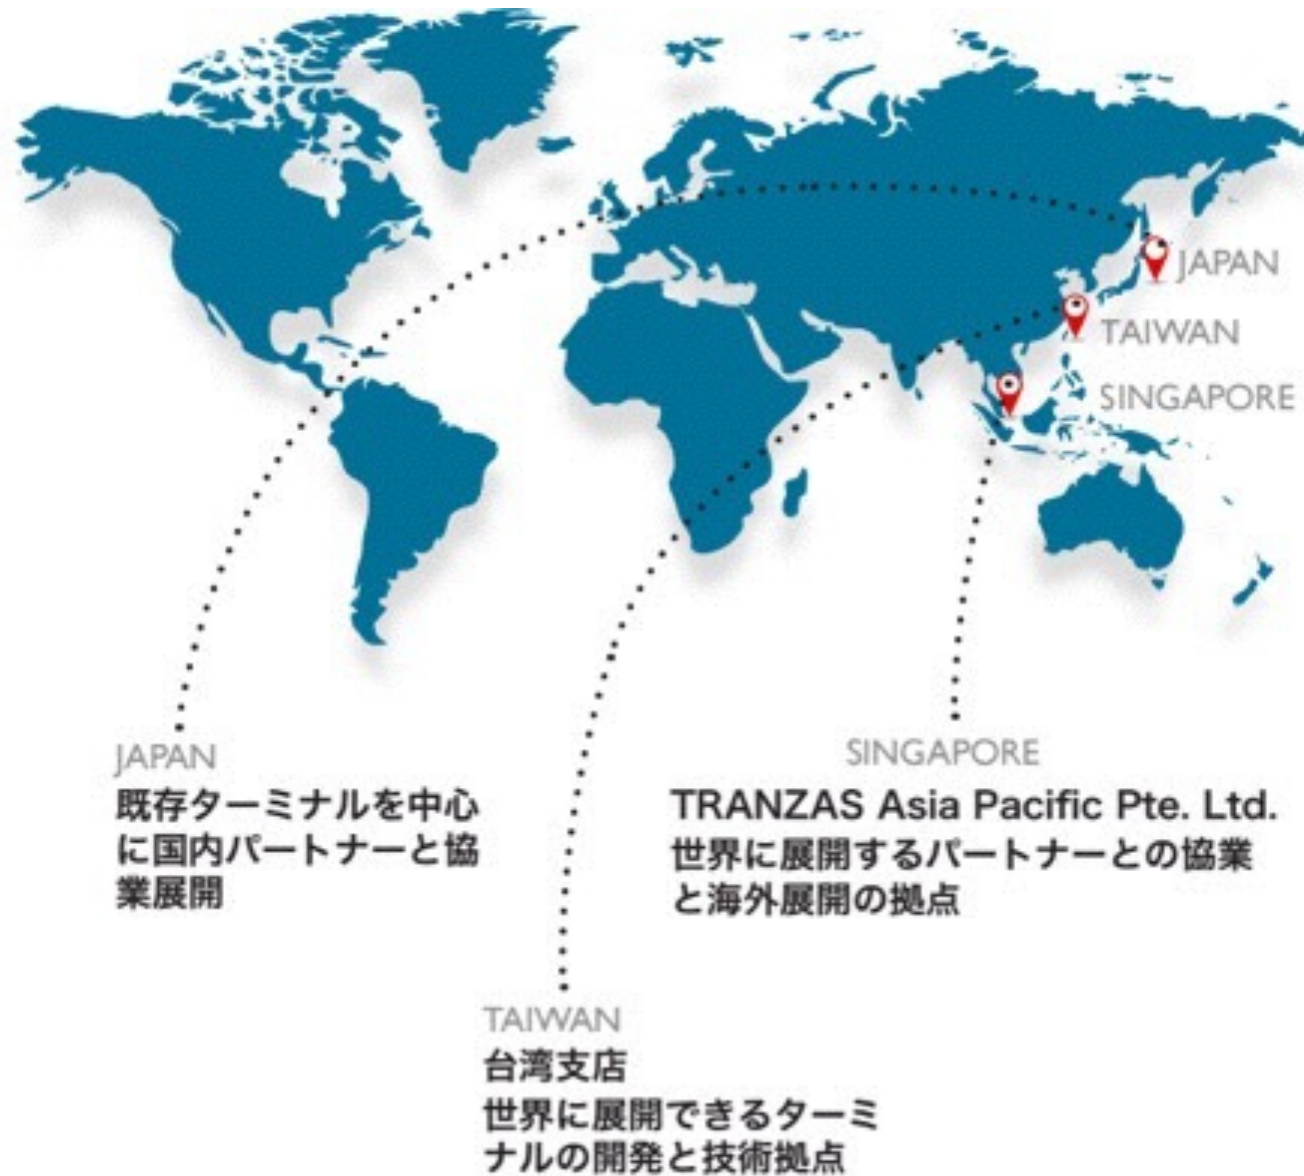 JAPAN
TAIWAN
SINGAPORE
JAPAN
既存ターミナルを中心
に国内パートナーと協
業展開
SINGAPORE
TRANZAS Asia Pacific Pte. Ltd.
世界に展開するパートナーとの協業
と海外展開の拠点
TAIWAN
台湾支店
世界に展開できるターミ
ナルの開発と技術拠点